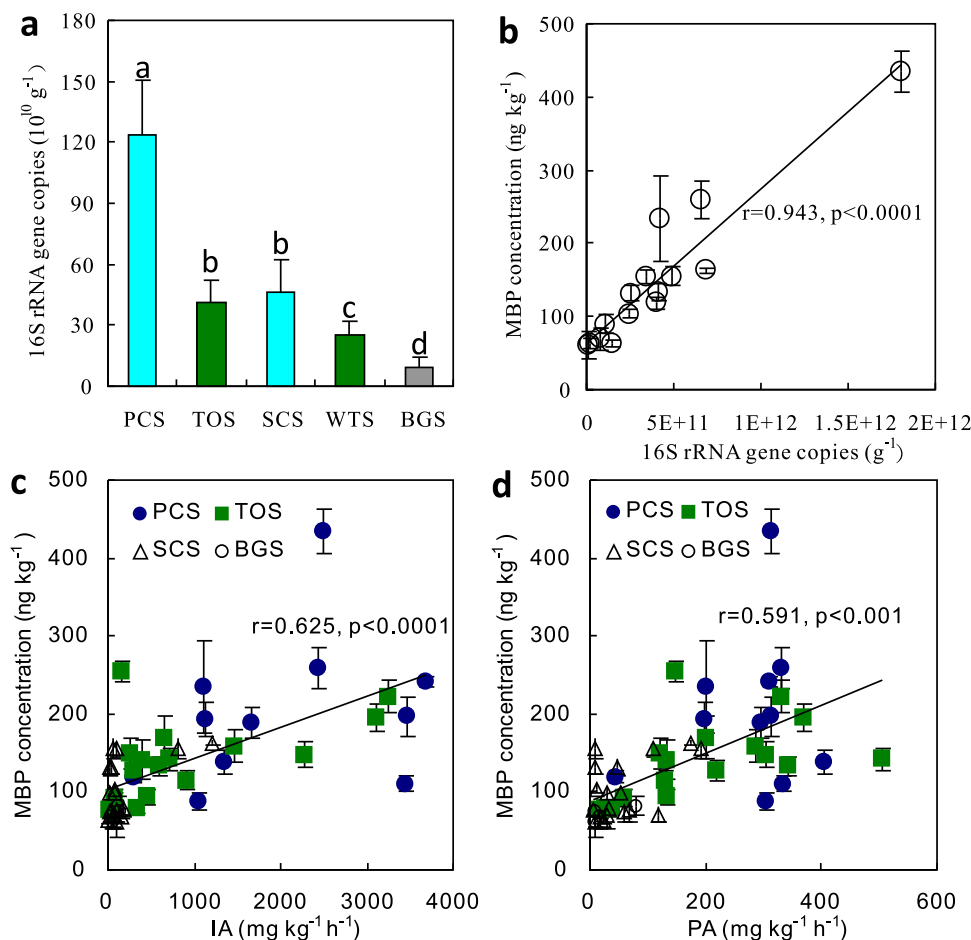 a
16S rRNA gene copies (10¹⁰ g⁻¹)
180
150
120
90
60
30
0
a
b
b
c
d
PCS TOS SCS WTS BGS
b
MBP concentration (ng kg⁻¹)
500
400
300
200
100
0
r=0.943, p<0.0001
0 5E+11 1E+12 1.5E+12 2E+12
16S rRNA gene copies (g⁻¹)
c
MBP concentration (ng kg⁻¹)
500
400
300
200
100
0
PCS TOS
SCS BGS
r=0.625, p<0.0001
0 1000 2000 3000 4000
IA (mg kg⁻¹ h⁻¹)
d
MBP concentration (ng kg⁻¹)
500
400
300
200
100
0
PCS TOS
SCS BGS
r=0.591, p<0.001
0 200 400 600
PA (mg kg⁻¹ h⁻¹)